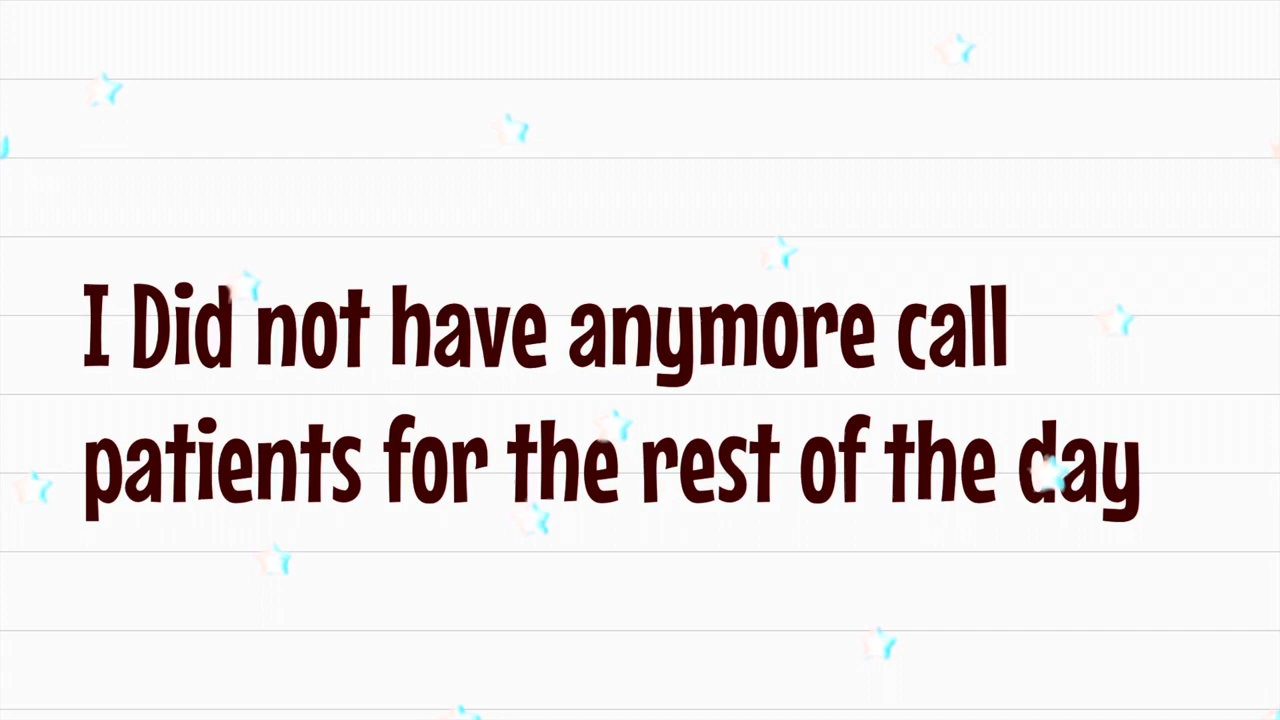 I Did not have anymore call
patients for the rest of the day